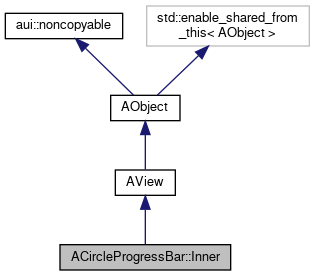 aui::noncopyable
std::enable_shared_from
_this< AObject >
AObject
AView
ACircleProgressBar::Inner